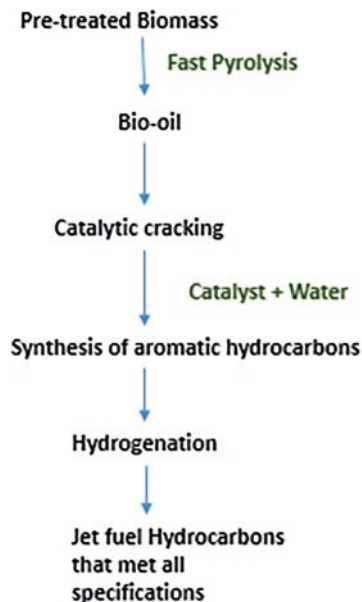 Pre-treated Biomass
Fast Pyrolysis
Bio-oil
Catalytic cracking
Catalyst + Water
Synthesis of aromatic hydrocarbons
Hydrogenation
Jet fuel Hydrocarbons
that met all
specifications